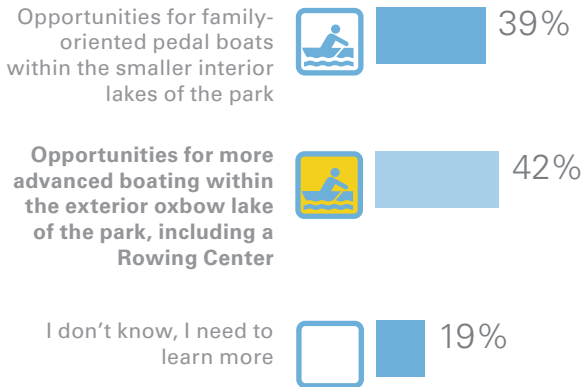 Opportunities for family-
oriented pedal boats
within the smaller interior
lakes of the park
39%
Opportunities for more
advanced boating within
the exterior oxbow lake
of the park, including a
Rowing Center
42%
I don't know, I need to
learn more
19%